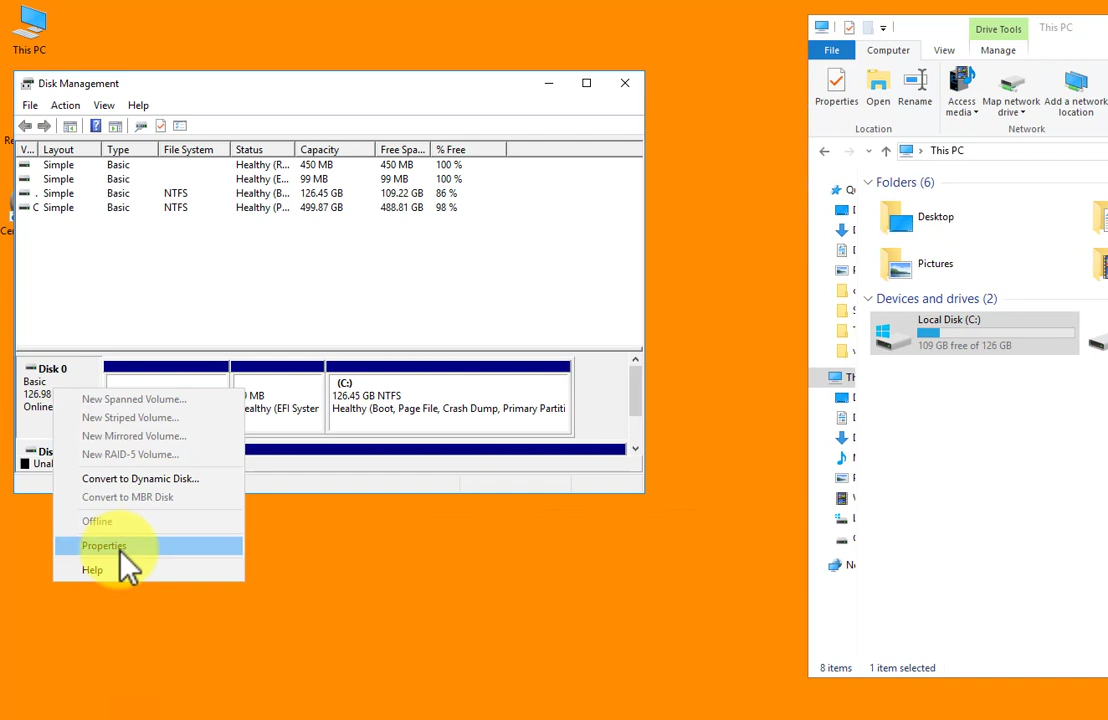 This PC
Disk Management
File Action View Help
V... Layout Type File System Status Capacity Free Spa... % Free
Simple Basic Healthy (R... 450 MB 450 MB 100 %
Simple Basic Healthy (E... 99 MB 99 MB 100 %
. Simple Basic NTFS Healthy (B... 126.45 GB 109.22 GB 86 %
C Simple Basic NTFS Healthy (P... 499.87 GB 488.81 GB 98 %
Disk 0
Basic
126.98
Online
0 MB
ealthy (EFI Syster
(C:)
126.45 GB NTFS
Healthy (Boot, Page File, Crash Dump, Primary Partiti
Dis
Unal
New Spanned Volume...
New Striped Volume...
New Mirrored Volume...
New RAID-5 Volume...
Convert to Dynamic Disk...
Convert to MBR Disk
Offline
Properties
Help
Drive Tools This PC
File Computer View Manage
Properties Open Rename Access media Map network drive Add a network location
Location Network
This PC
Folders (6)
Desktop
Pictures
Devices and drives (2)
Local Disk (C:)
109 GB free of 126 GB
8 items 1 item selected